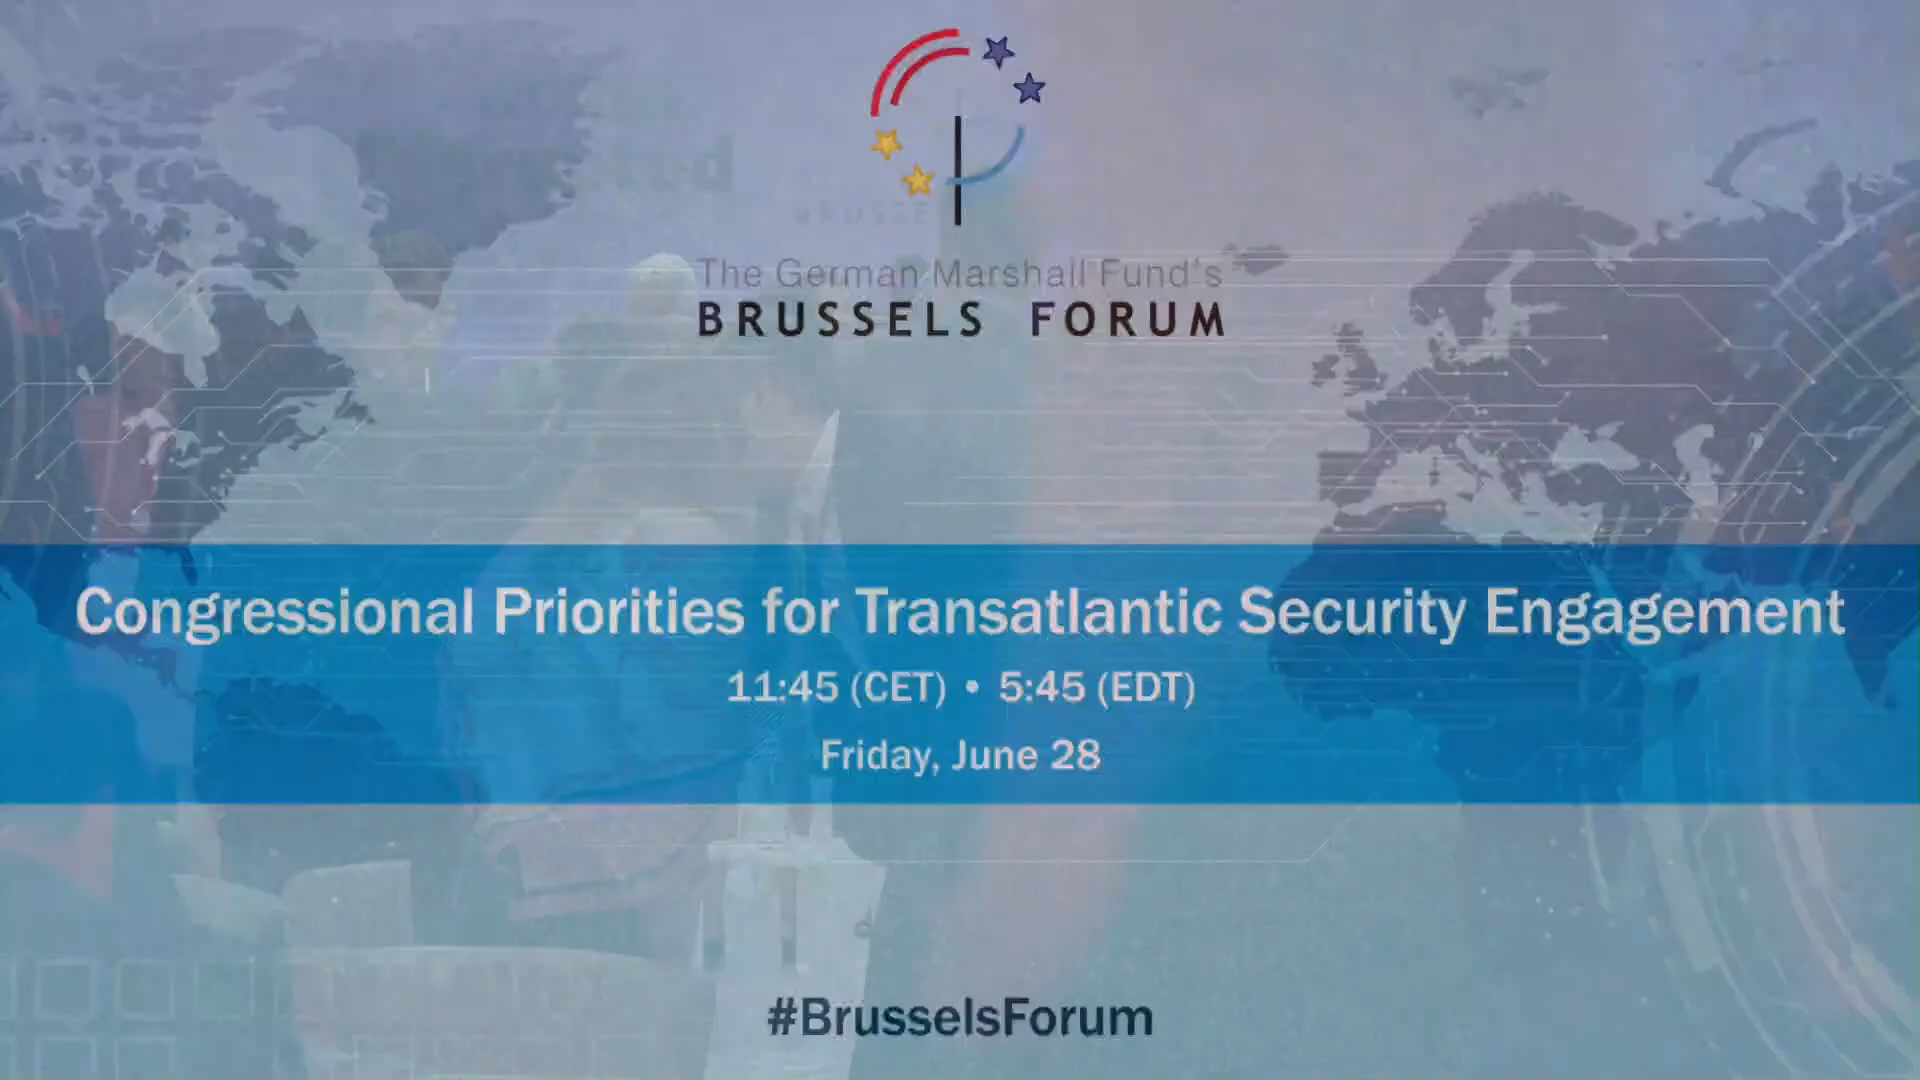 The German Marshall Fund's
BRUSSELS FORUM
Congressional Priorities for Transatlantic Security Engagement
11:45 (CET) • 5:45 (EDT)
Friday, June 28
#BrusselsForum